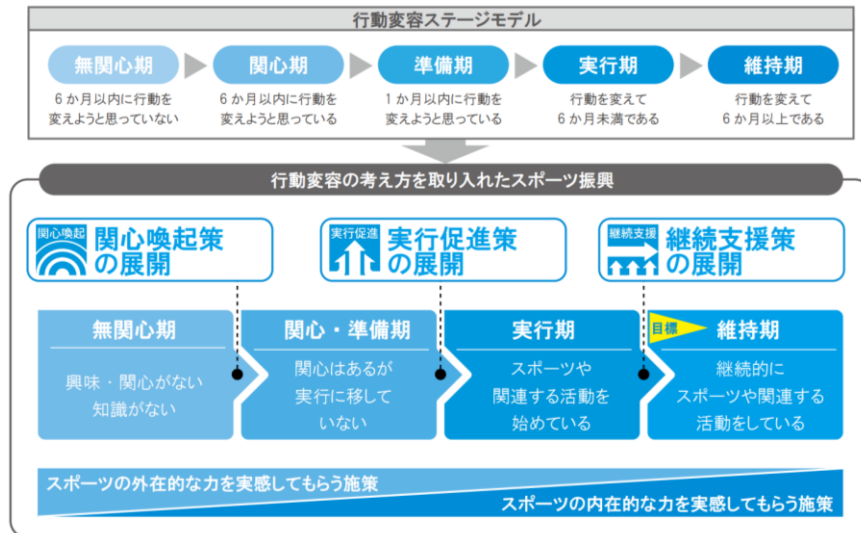 行動変容ステージモデル
無関心期
関心期
準備期
実行期
維持期
6か月以内に行動を
変えようと思っていない
6か月以内に行動を
変えようと思っている
1か月以内に行動を
変えようと思っている
行動を変えて
6か月未満である
行動を変えて
6か月以上である
行動変容の考え方を取り入れたスポーツ振興
関心喚起
関心喚起策
の展開
実行促進
実行促進策
の展開
継続支援
継続支援策
の展開
無関心期
興味・関心がない
知識がない
関心・準備期
関心はあるが
実行に移して
いない
実行期
スポーツや
関連する活動を
始めている
目標
維持期
継続的に
スポーツや関連する
活動をしている
スポーツの外在的な力を実感してもらう施策
スポーツの内在的な力を実感してもらう施策